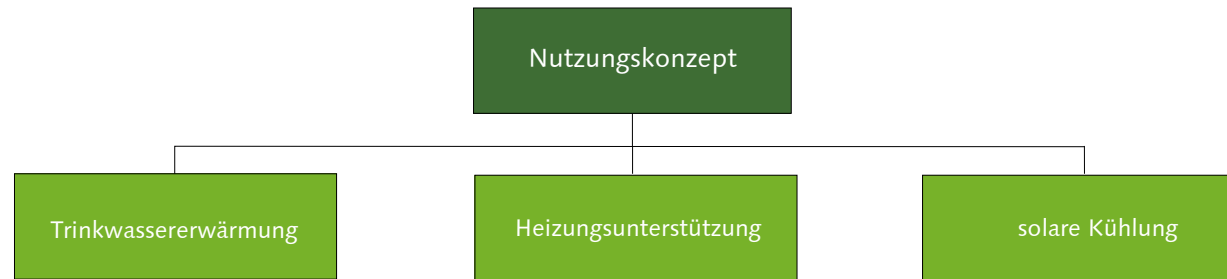 Nutzungskonzept
Trinkwassererwärmung
Heizungsunterstützung
solare Kühlung